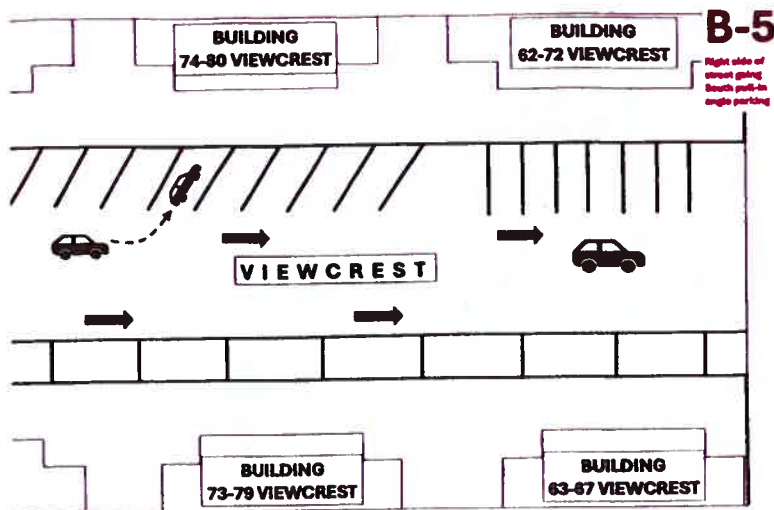 BUILDING
74-80 VIEWCREST
BUILDING
62-72 VIEWCREST
B-5
Right side of
street going
South pull-in
angle parking
VIEWCREST
BUILDING
73-79 VIEWCREST
BUILDING
63-67 VIEWCREST